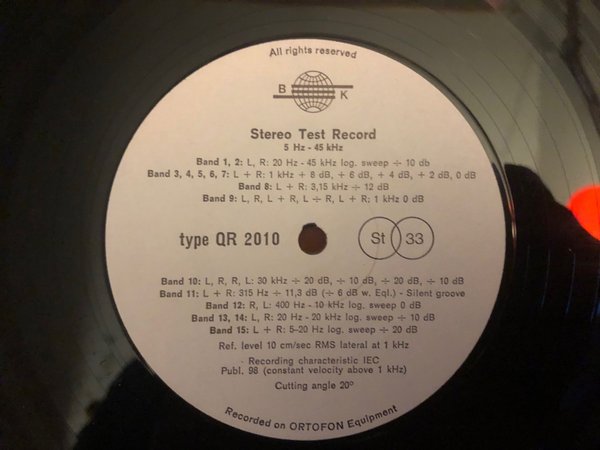 All rights reserved
B K
Stereo Test Record
5 Hz - 45 kHz
Band 1, 2: L, R: 20 Hz - 45 kHz log. sweep ÷ 10 db
Band 3, 4, 5, 6, 7: L + R: 1 kHz + 8 dB, + 6 dB, + 4 dB, + 2 dB, 0 dB
Band 8: L + R: 3,15 kHz ÷ 12 dB
Band 9: L, R, L + R, L ÷ R, L + R: 1 kHz 0 dB
type QR 2010
St 33
Band 10: L, R, R, L: 30 kHz ÷ 20 dB, ÷ 10 dB, ÷ 20 dB, ÷ 10 dB
Band 11: L + R: 315 Hz ÷ 11,3 dB (÷ 6 dB w. Eql.) - Silent groove
Band 12: R, L: 400 Hz - 10 kHz log. sweep 0 dB
Band 13, 14: L, R: 20 Hz - 20 kHz log. sweep ÷ 10 dB
Band 15: L + R: 5-20 Hz log. sweep ÷ 20 dB
Ref. level 10 cm/sec RMS lateral at 1 kHz
- Recording characteristic IEC
Publ. 98 (constant velocity above 1 kHz)
Cutting angle 20º
Recorded on ORTOFON Equipment